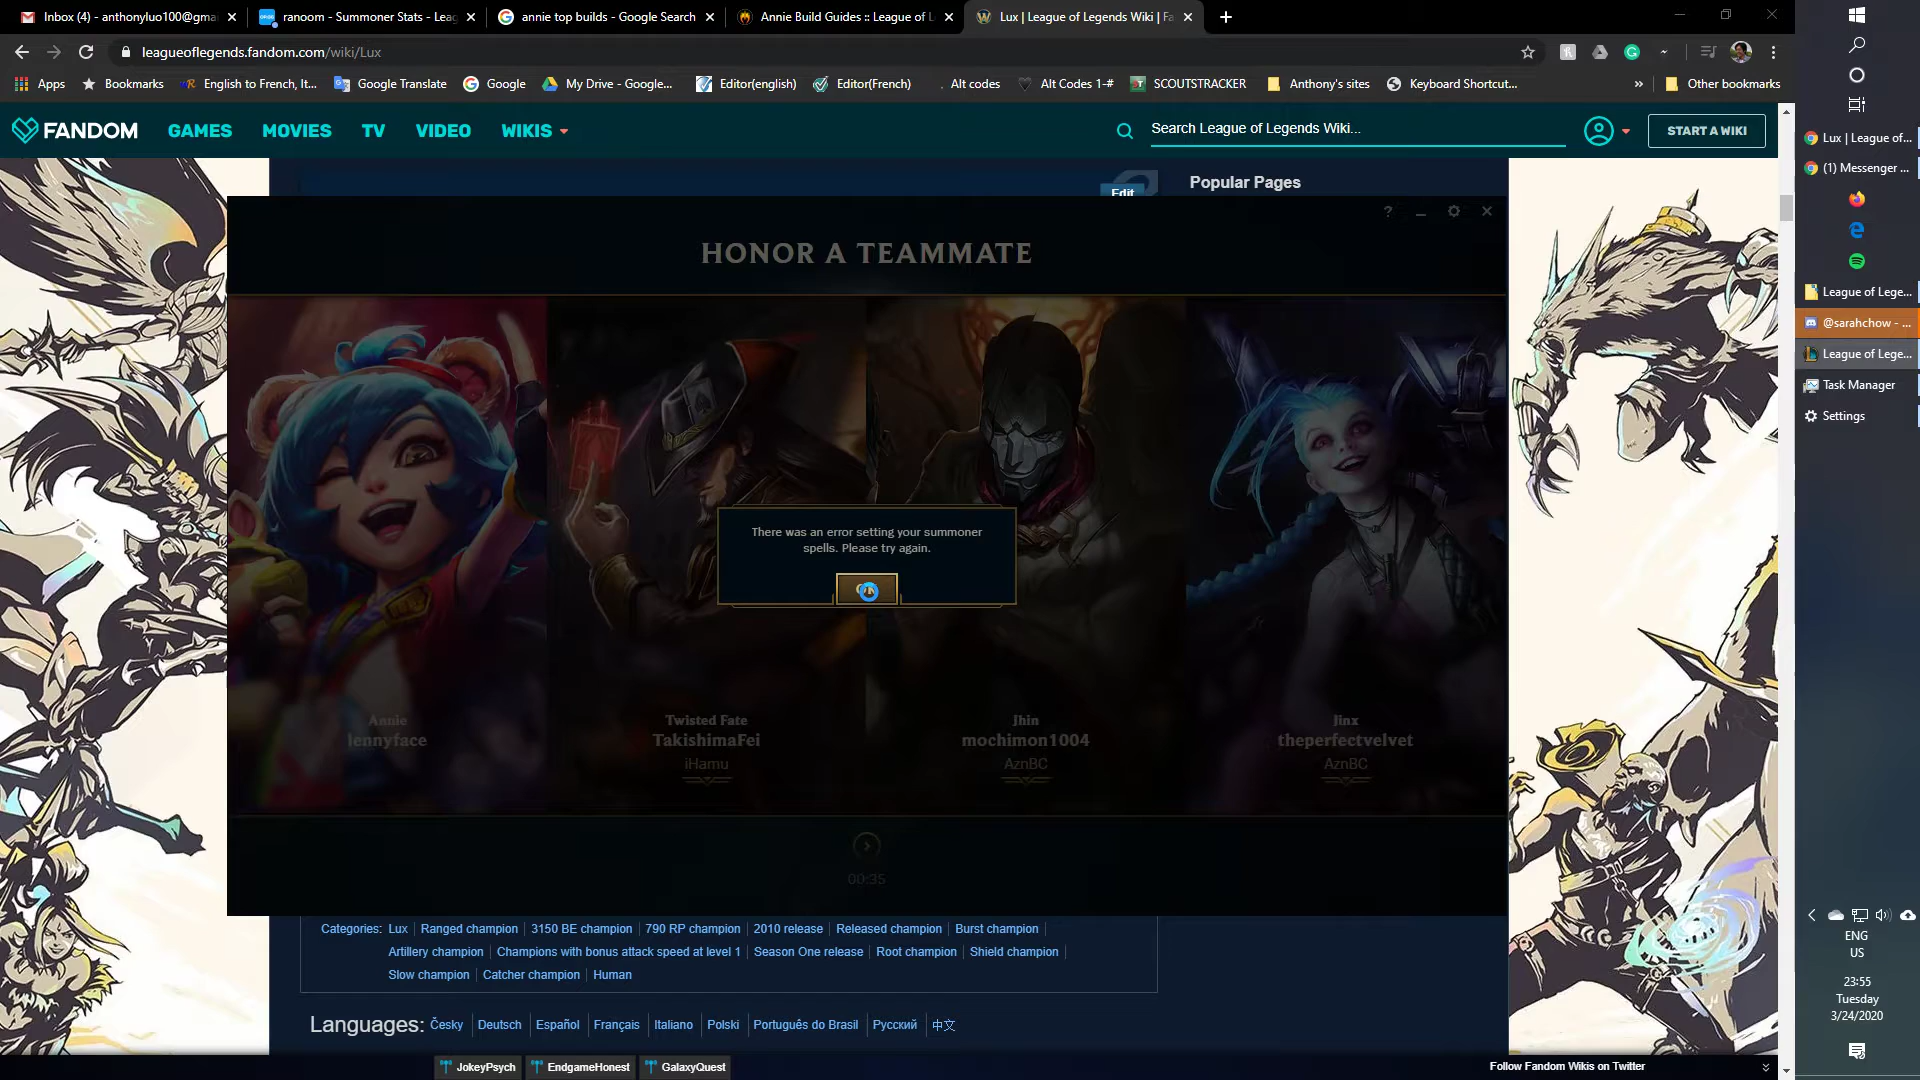 Inbox (4) - anthonyluo100@gma
ranoom - Summoner Stats - Leag
annie top builds - Google Search
Annie Build Guides :: League of L
Lux | League of Legends Wiki | Fa
leagueoflegends.fandom.com/wiki/Lux
Apps
Bookmarks
English to French, It...
Google Translate
Google
My Drive - Google...
Editor(english)
Editor(French)
Alt codes
Alt Codes 1-#
SCOUTSTRACKER
Anthony's sites
Keyboard Shortcut...
»
Other bookmarks
FANDOM
GAMES
MOVIES
TV
VIDEO
WIKIS
Search League of Legends Wiki...
START A WIKI
Edit
Popular Pages
?
HONOR A TEAMMATE
There was an error setting your summoner
spells. Please try again.
Annie
lennyface
Twisted Fate
TakishimaFei
iHamu
Jhin
mochimon1004
AznBC
Jinx
theperfectvelvet
AznBC
00:35
Categories: Lux | Ranged champion | 3150 BE champion | 790 RP champion | 2010 release | Released champion | Burst champion |
Artillery champion | Champions with bonus attack speed at level 1 | Season One release | Root champion | Shield champion |
Slow champion | Catcher champion | Human
Languages: Česky | Deutsch | Español | Français | Italiano | Polski | Português do Brasil | Русский | 中文
JokeyPsych
EndgameHonest
GalaxyQuest
Follow Fandom Wikis on Twitter
Lux | League of...
(1) Messenger ...
League of Lege...
@sarahchow - ...
League of Lege...
Task Manager
Settings
ENG
US
23:55
Tuesday
3/24/2020